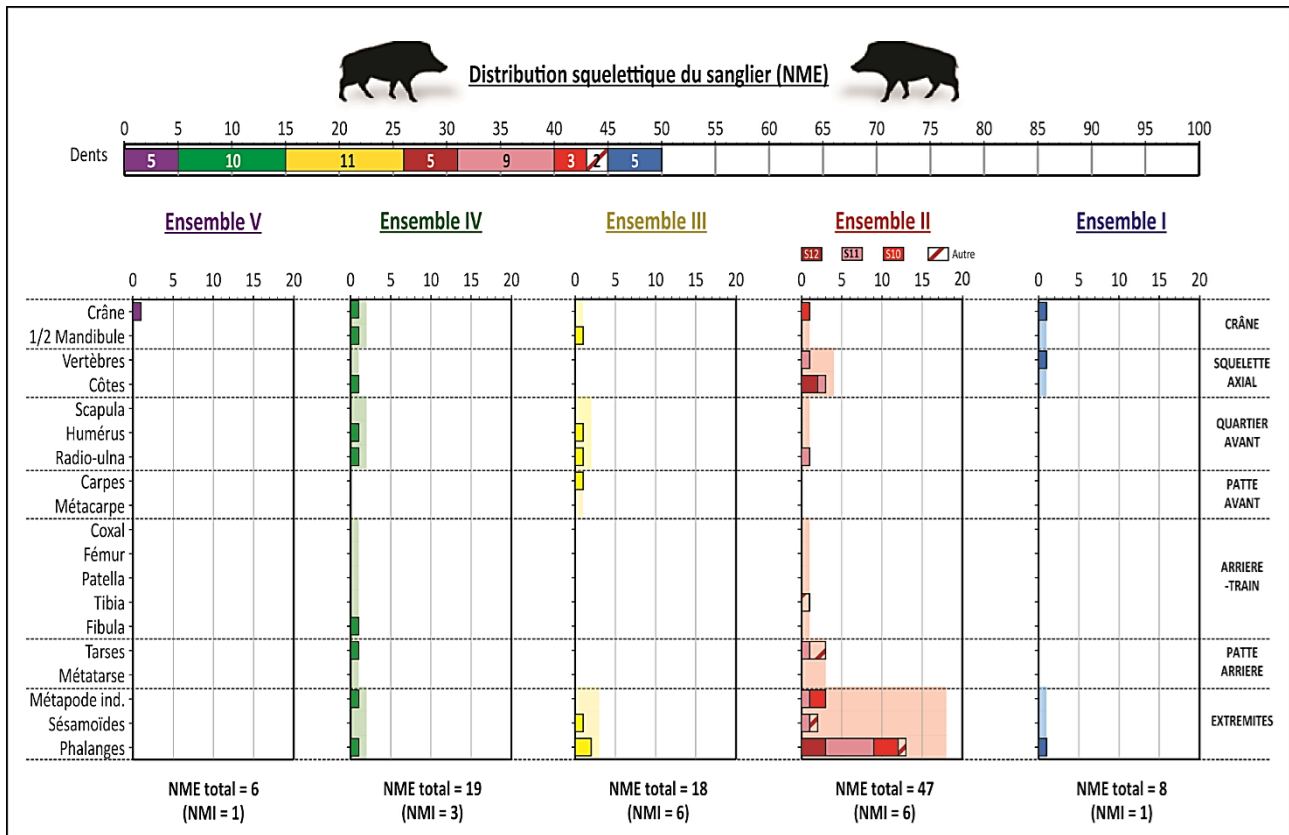 Distribution squelettique du sanglier (NME)
0 5 10 15 20 25 30 35 40 45 50 55 60 65 70 75 80 85 90 95 100
Dents 5 10 11 5 9 3 2 5
Ensemble V Ensemble IV Ensemble III Ensemble II Ensemble I
S12 S11 S10 Autre
0 5 10 15 20 0 5 10 15 20 0 5 10 15 20 0 5 10 15 20 0 5 10 15 20
Crâne
1/2 Mandibule
CRÂNE
Vertèbres
Côtes
SQUELETTE
AXIAL
Scapula
Humérus
Radio-ulna
QUARTIER
AVANT
Carpes
Métacarpe
PATTE
AVANT
Coxal
Fémur
Patella
Tibia
Fibula
ARRIERE
-TRAIN
Tarses
Métatarse
PATTE
ARRIERE
Métapode ind.
Sésamoïdes
Phalanges
EXTREMITES
NME total = 6 NME total = 19 NME total = 18 NME total = 47 NME total = 8
(NMI = 1) (NMI = 3) (NMI = 6) (NMI = 6) (NMI = 1)